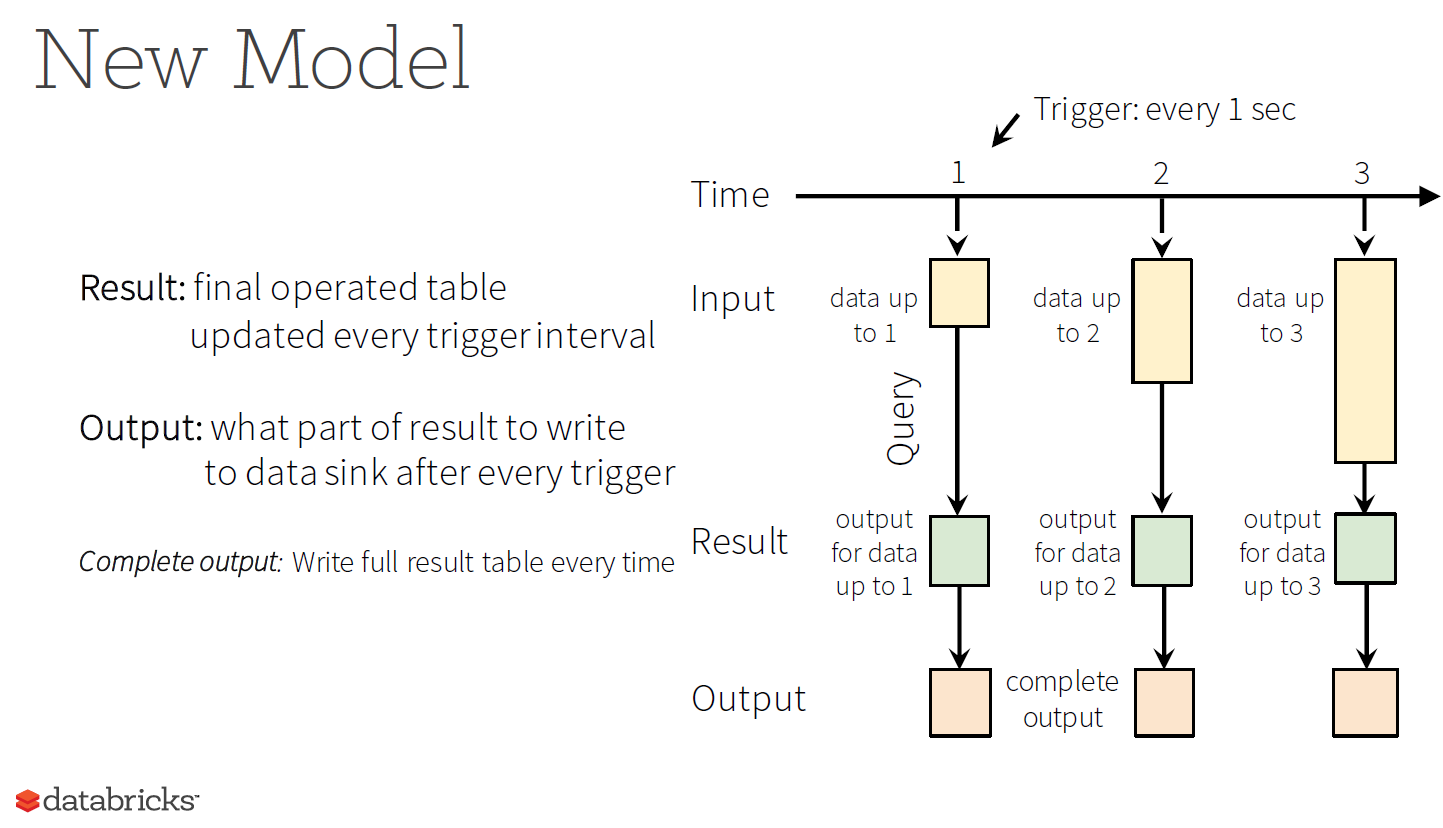 New Model
Trigger: every 1 sec
Time
1
2
3
Result: final operated table
updated every trigger interval
Output: what part of result to write
to data sink after every trigger
Complete output: Write full result table every time
Input
data up
to 1
data up
to 2
data up
to 3
Query
Result
output
for data
up to 1
output
for data
up to 2
output
for data
up to 3
Output
complete
output
databricks™